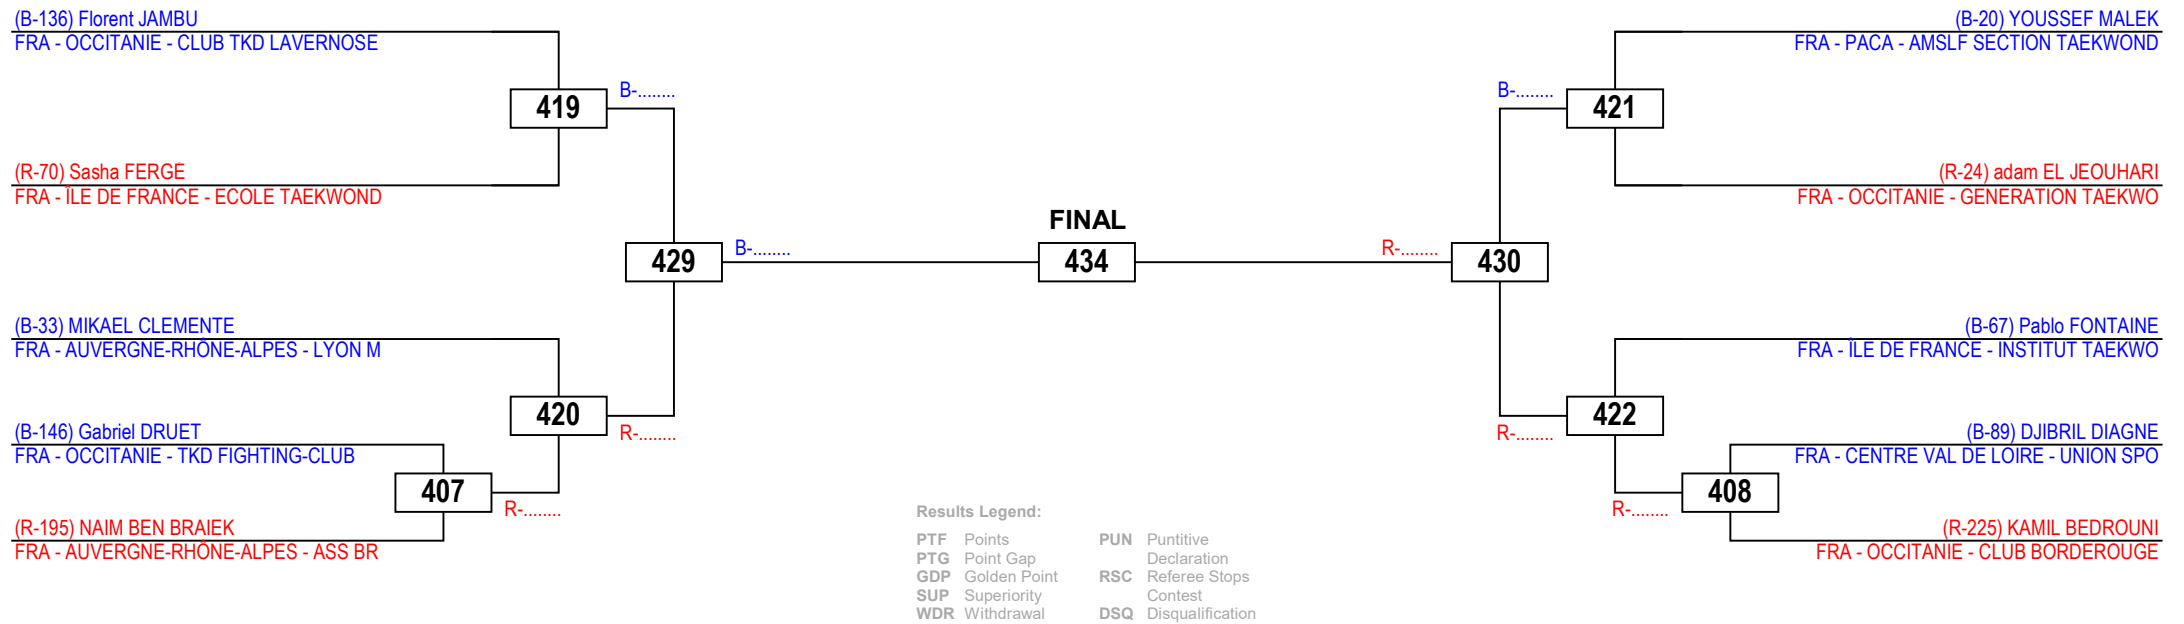 (B-136) Florent JAMBU
FRA - OCCITANIE - CLUB TKD LAVERNOSE
419
B-........
(R-70) Sasha FERGÉ
FRA - ÎLE DE FRANCE - ECOLE TAEKWOND
429
B-........
(B-33) MIKAEL CLEMENTE
FRA - AUVERGNE-RHÔNE-ALPES - LYON M
420
R-........
(B-146) Gabriel DRUET
FRA - OCCITANIE - TKD FIGHTING-CLUB
407
R-........
(R-195) NAIM BEN BRAIEK
FRA - AUVERGNE-RHÔNE-ALPES - ASS BR
FINAL
434
(B-20) YOUSSEF MALEK
FRA - PACA - AMSLF SECTION TAEKWOND
B-........
421
(R-24) adam EL JEOUHARI
FRA - OCCITANIE - GENERATION TAEKWO
R-........
430
(B-67) Pablo FONTAINE
FRA - ÎLE DE FRANCE - INSTITUT TAEKWO
422
R-........
(B-89) DJIBRIL DIAGNE
FRA - CENTRE VAL DE LOIRE - UNION SPO
408
R-........
(R-225) KAMIL BEDROUNI
FRA - OCCITANIE - CLUB BORDEROUGE
Results Legend:
PTF Points
PTG Point Gap
GDP Golden Point
SUP Superiority
WDR Withdrawal
PUN Puntitive
Declaration
RSC Referee Stops
Contest
DSQ Disqualification